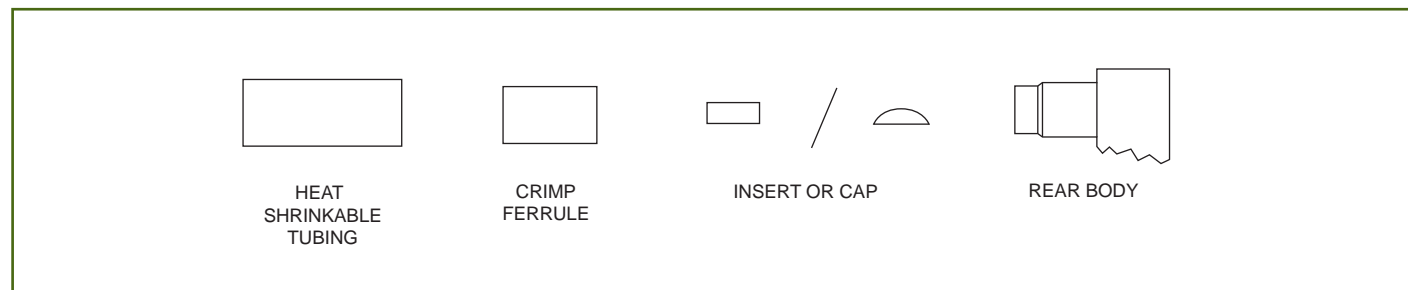 HEAT
SHRINKABLE
TUBING
CRIMP
FERRULE
INSERT OR CAP
REAR BODY